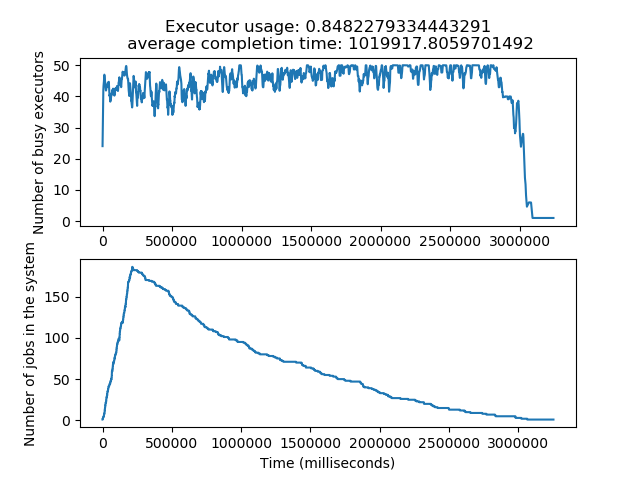 Executor usage: 0.8482279334443291
average completion time: 1019917.8059701492
Number of busy executors
50
40
30
20
10
0
0 500000 1000000 1500000 2000000 2500000 3000000
Number of jobs in the system
150
100
50
0
0 500000 1000000 1500000 2000000 2500000 3000000
Time (milliseconds)